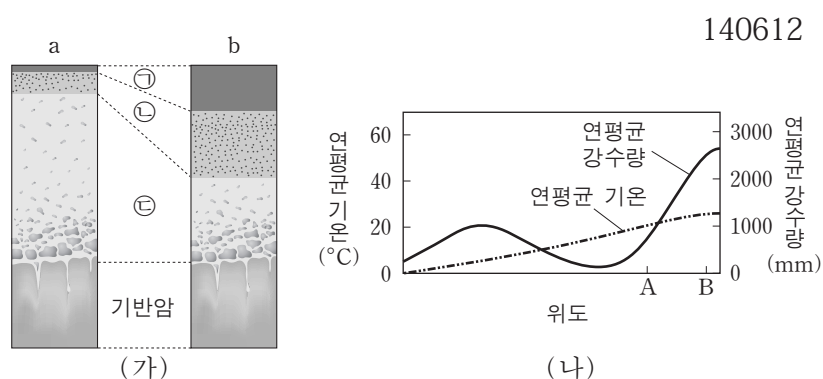 140612
a
b
㉠
㉡
㉢
기반암
(가)
연평균 기온
(℃)
60
40
20
0
연평균
강수량
연평균 기온
3000
2000
1000
0
연평균 강수량
(mm)
A
B
위도
(나)